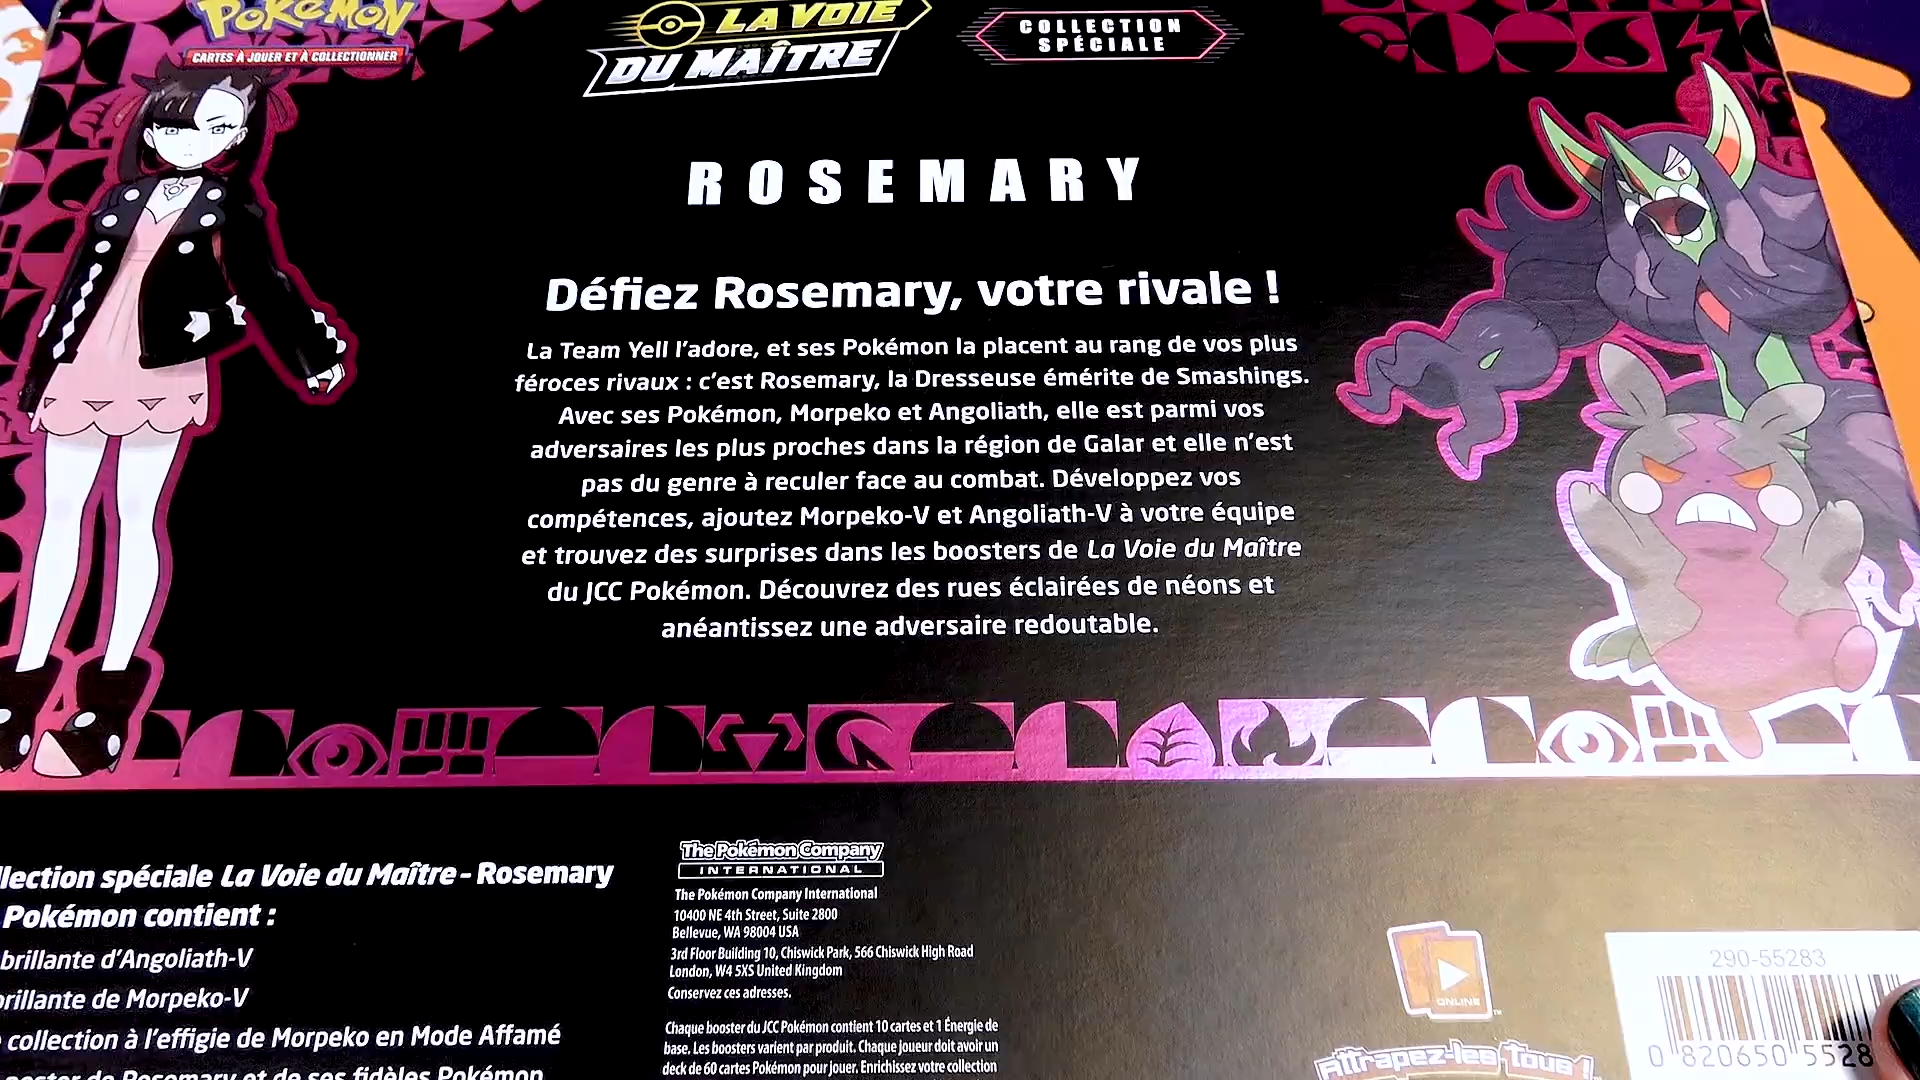 POKéMON
CARTES À JOUER ET À COLLECTIONNER
LA VOIE
DU MAÎTRE
COLLECTION
SPÉCIALE
ROSEMARY
Défiez Rosemary, votre rivale !
La Team Yell l'adore, et ses Pokémon la placent au rang de vos plus
féroces rivaux : c'est Rosemary, la Dresseuse émérite de Smashings.
Avec ses Pokémon, Morpeko et Angoliath, elle est parmi vos
adversaires les plus proches dans la région de Galar et elle n'est
pas du genre à reculer face au combat. Développez vos
compétences, ajoutez Morpeko-V et Angoliath-V à votre équipe
et trouvez des surprises dans les boosters de La Voie du Maître
du JCC Pokémon. Découvrez des rues éclairées de néons et
anéantissez une adversaire redoutable.
llection spéciale La Voie du Maître – Rosemary
Pokémon contient :
brillante d'Angoliath-V
brillante de Morpeko-V
collection à l'effigie de Morpeko en Mode Affamé
poster de Rosemary et de ses fidèles Pokémon
The Pokémon Company
INTERNATIONAL
The Pokémon Company International
10400 NE 4th Street, Suite 2800
Bellevue, WA 98004 USA
3rd Floor Building 10, Chiswick Park, 566 Chiswick High Road
London, W4 5XS United Kingdom
Conservez ces adresses.
Chaque booster du JCC Pokémon contient 10 cartes et 1 Énergie de
base. Les boosters varient par produit. Chaque joueur doit avoir un
deck de 60 cartes Pokémon pour jouer. Enrichissez votre collection
ONLINE
Attrapez-les Tous !
290-55283
0 820650 5528